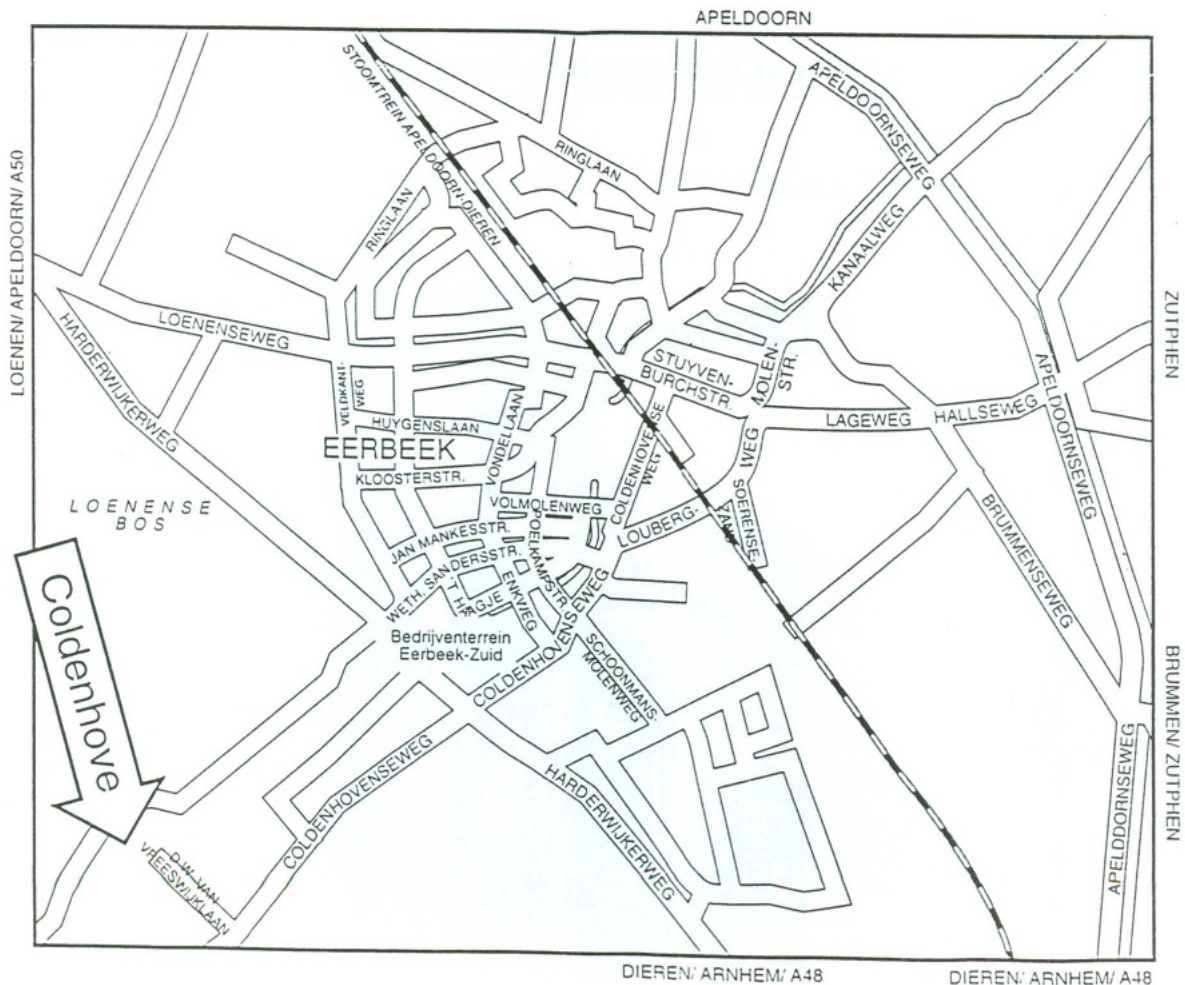 APELDOORN
STOOMTREIN APELDOORN-DIEREN
APELDOORNSEWEG
RINGLAAN
RINGLAAN
KANAALWEG
LOENEN/ APELDOORN/ A50
ZUTPHEN
LOENENSEWEG
HARDERWIJKERWEG
STUYVEN-
BURCHSTR.
MOLEN-
STR.
VELDKANT-
WEG
HUYGENSLAAN
VONDELLAAN
COLDENHOVENSE
WEG
LAGEWEG
HALLSEWEG
APELDOORNSEWEG
EERBEEK
KLOOSTERSTR.
VOLMOLENWEG
SOERENSE
WEG
LOENENSE
BOS
LOUBERG-
JAN MANKESSTR.
POELKAMPSTR.
BRUMMENSEWEG
WETH. SANDERSSTR.
'T HAAGJE
ENKWEG
Coldenhove
Bedrijventerrein
Eerbeek-Zuid
COLDENHOVENSEWEG
SCHOONMANS-
MOLENWEG
BRUMMEN/ ZUTPHEN
COLDENHOVENSEWEG
HARDERWIJKERWEG
APELDDORNSEWEG
D.W. VAN
VREESWIJKLAAN
DIEREN/ ARNHEM/ A48
DIEREN/ ARNHEM/ A48